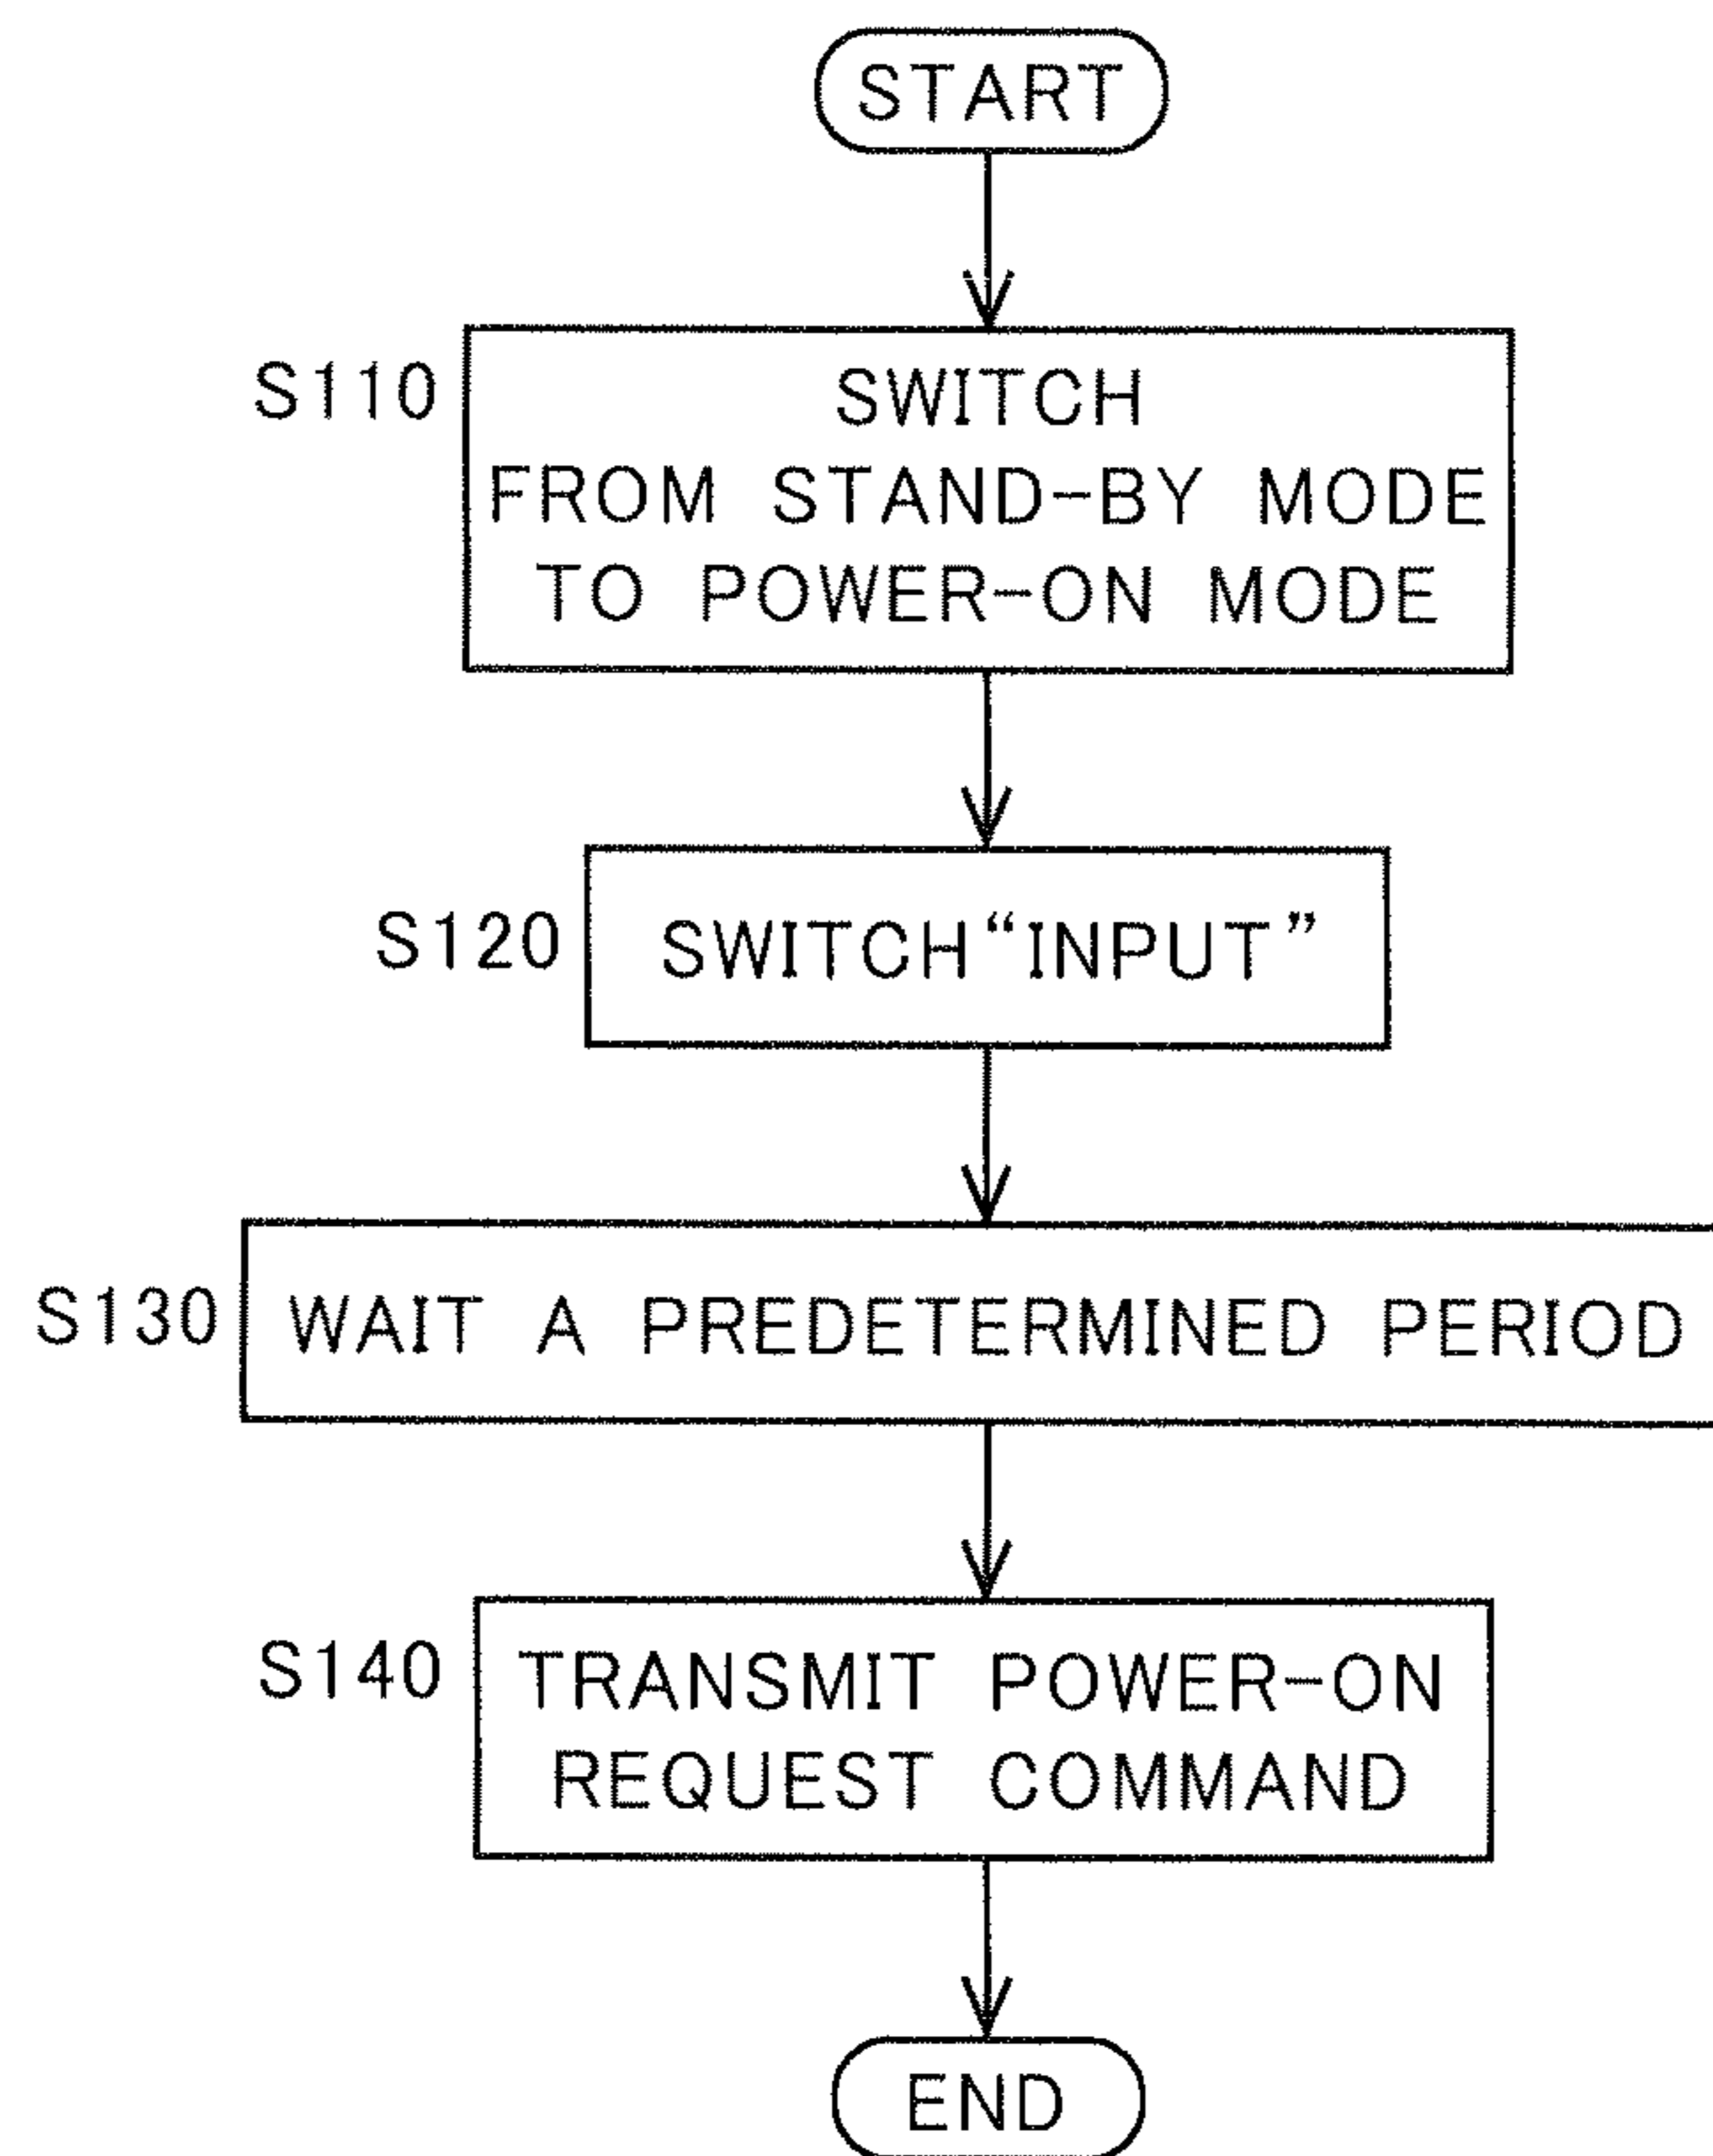 START
S110
SWITCH
FROM STAND-BY MODE
TO POWER-ON MODE
S120
SWITCH“INPUT”
S130
WAIT A PREDETERMINED PERIOD
S140
TRANSMIT POWER-ON
REQUEST COMMAND
END